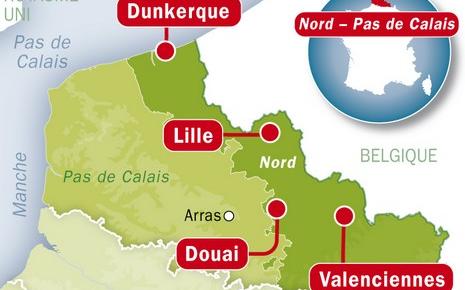 UNI
Dunkerque
Pas de
Calais
Nord – Pas de Calais
Lille
Nord
BELGIQUE
Manche
Pas de Calais
Arras
Douai
Valenciennes